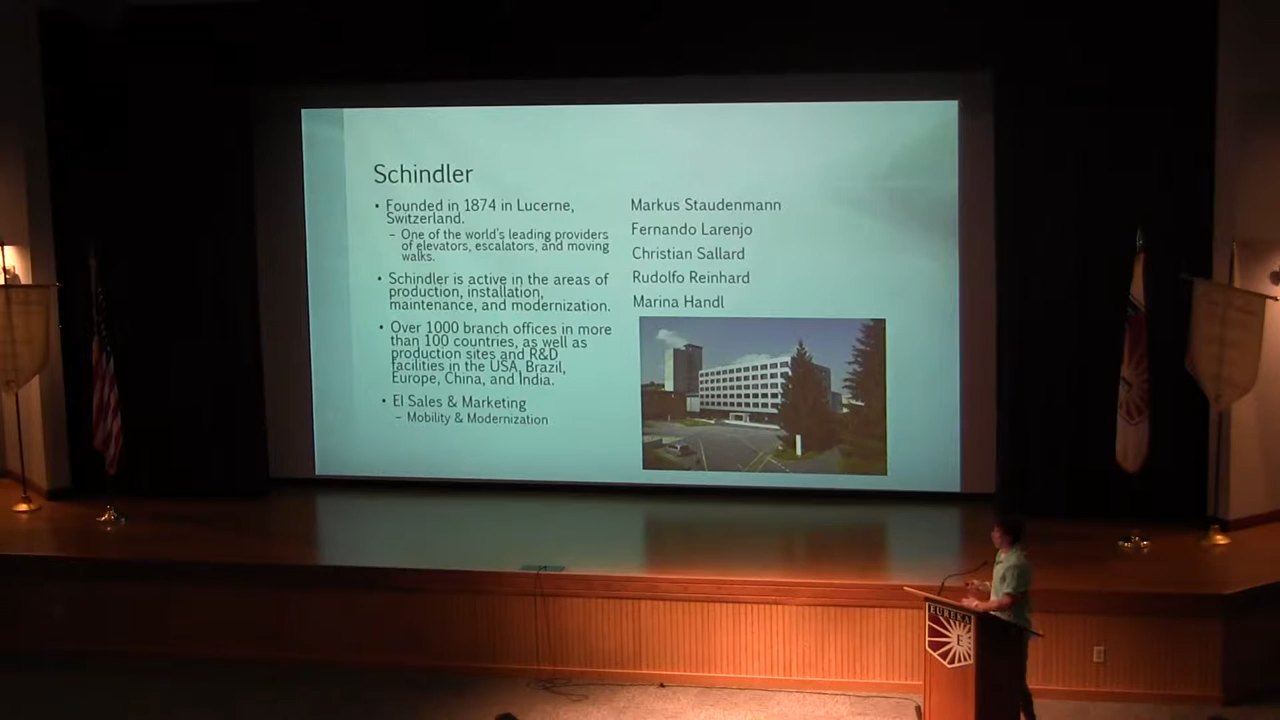 Schindler
• Founded in 1874 in Lucerne,
Switzerland.
– One of the world's leading providers
of elevators, escalators, and moving
walks.
• Schindler is active in the areas of
production, installation,
maintenance, and modernization.
• Over 1000 branch offices in more
than 100 countries, as well as
production sites and R&D
facilities in the USA, Brazil,
Europe, China, and India.
• EI Sales & Marketing
– Mobility & Modernization
Markus Staudenmann
Fernando Larenjo
Christian Sallard
Rudolfo Reinhard
Marina Handl
EUREKA
E